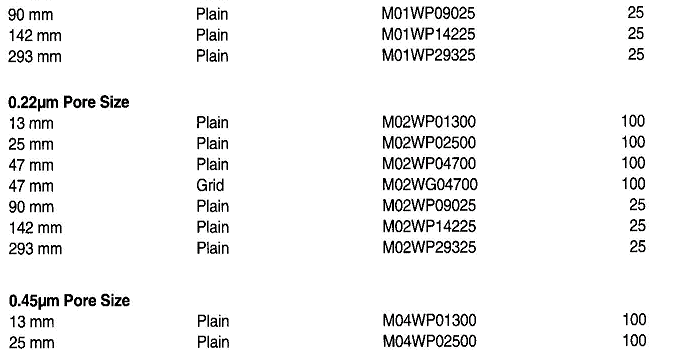 90 mm Plain M01WP09025 25
142 mm Plain M01WP14225 25
293 mm Plain M01WP29325 25
0.22µm Pore Size
13 mm Plain M02WP01300 100
25 mm Plain M02WP02500 100
47 mm Plain M02WP04700 100
47 mm Grid M02WG04700 100
90 mm Plain M02WP09025 25
142 mm Plain M02WP14225 25
293 mm Plain M02WP29325 25
0.45µm Pore Size
13 mm Plain M04WP01300 100
25 mm Plain M04WP02500 100